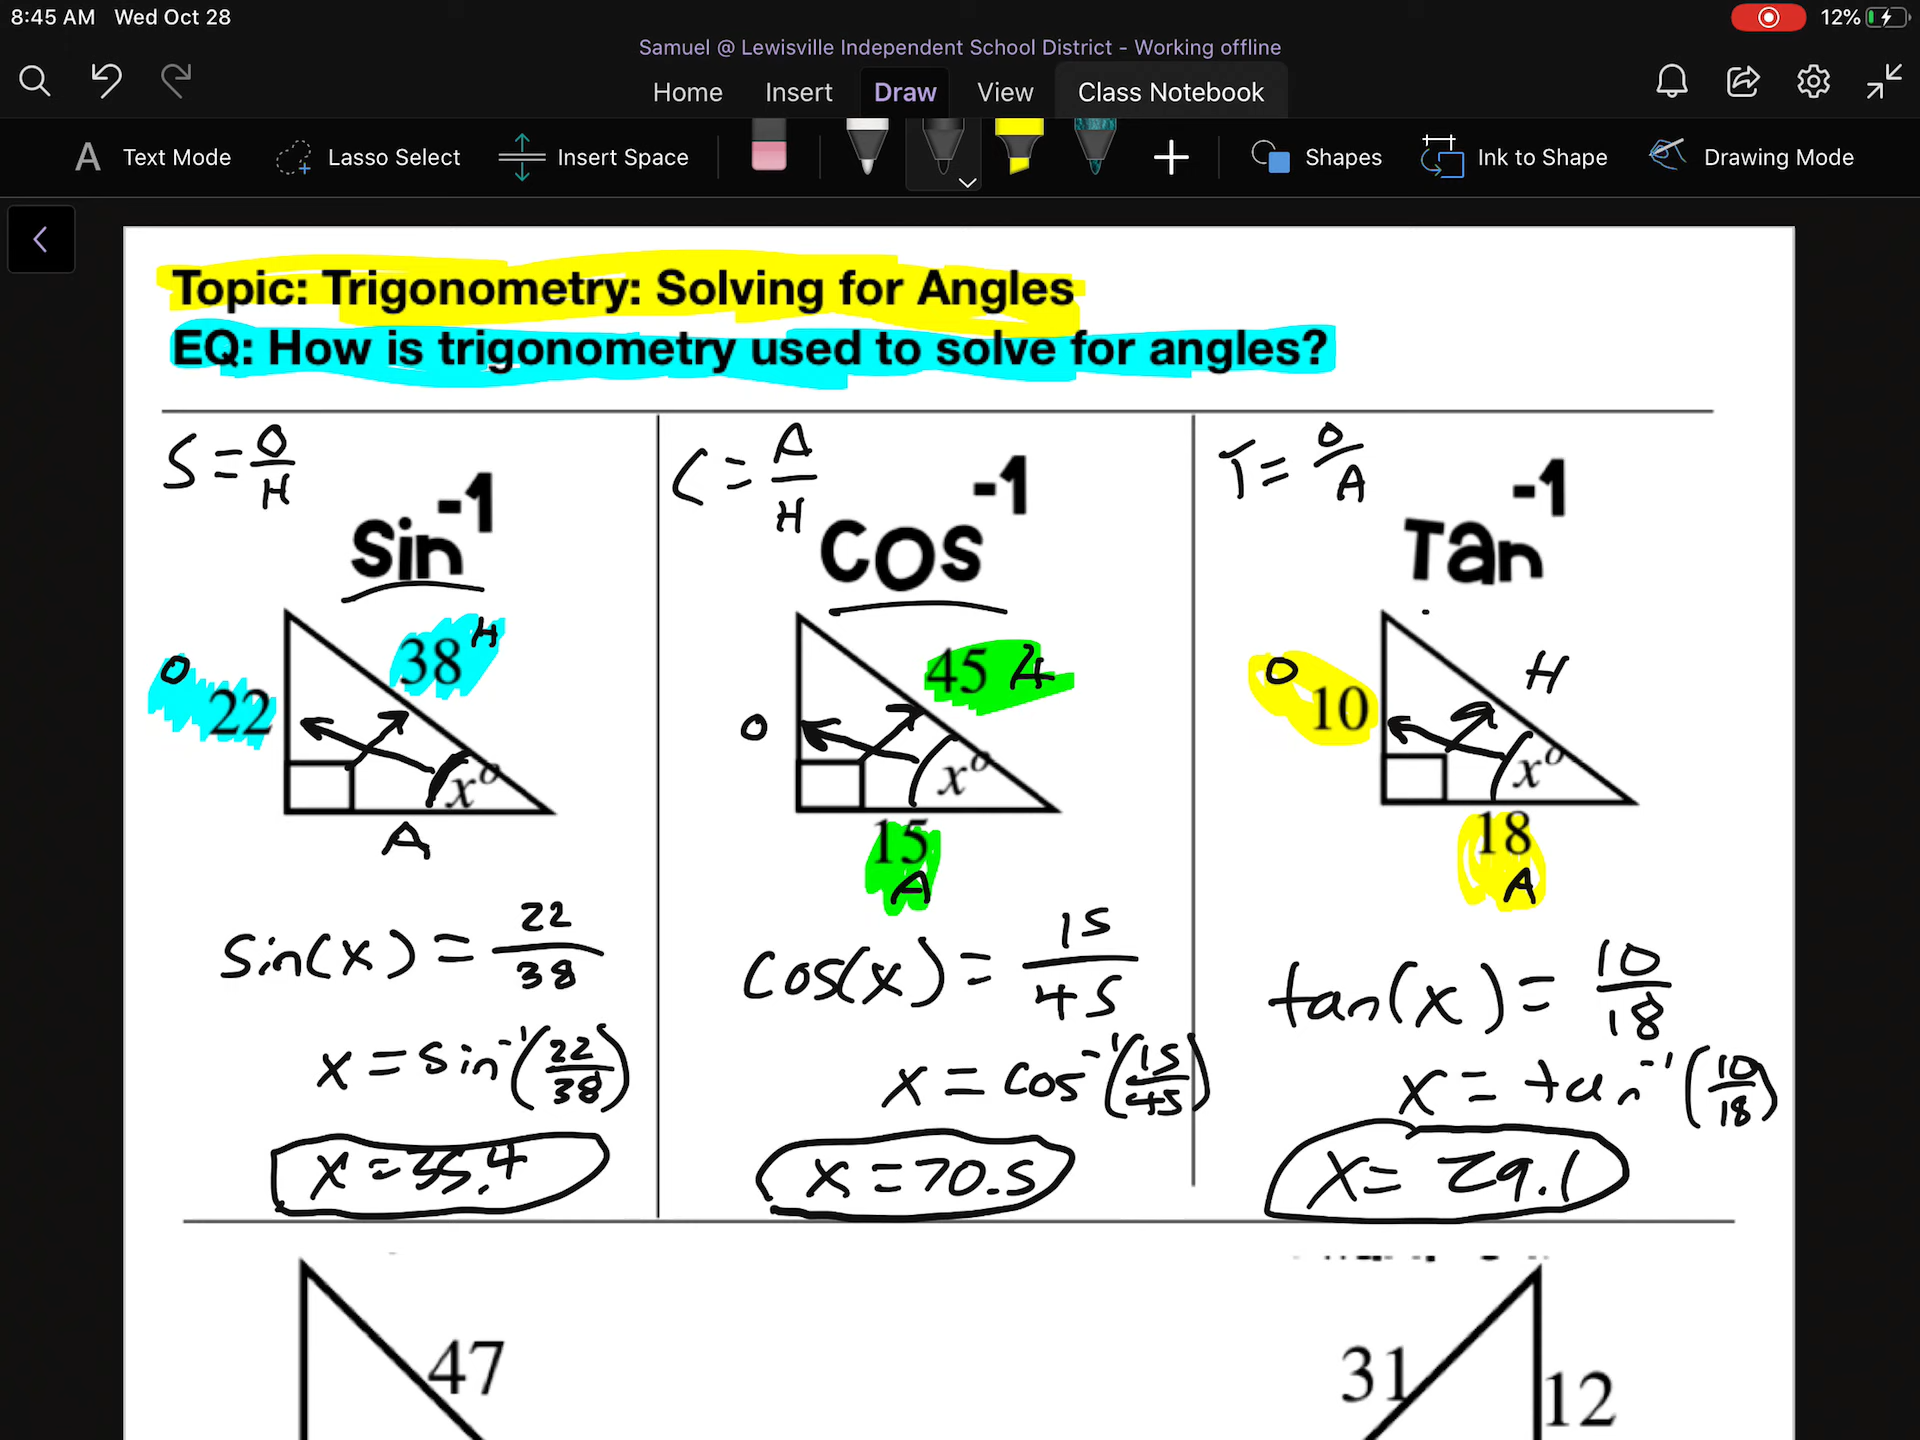 8:45 AM Wed Oct 28
12%
Samuel @ Lewisville Independent School District - Working offline
Home Insert Draw View Class Notebook
A Text Mode Lasso Select Insert Space Shapes Ink to Shape Drawing Mode
Topic: Trigonometry: Solving for Angles
EQ: How is trigonometry used to solve for angles?
S = O/H
Sin⁻¹
38 H
O 22
x°
A
sin(x) = 22/38
x = sin⁻¹(22/38)
x = 35.4
C = A/H
Cos⁻¹
45 H
O
x°
15
A
cos(x) = 15/45
x = cos⁻¹(15/45)
x = 70.5
T = O/A
Tan⁻¹
H
O 10
x°
18
A
tan(x) = 10/18
x = tan⁻¹(10/18)
x = 29.1
47
31
12